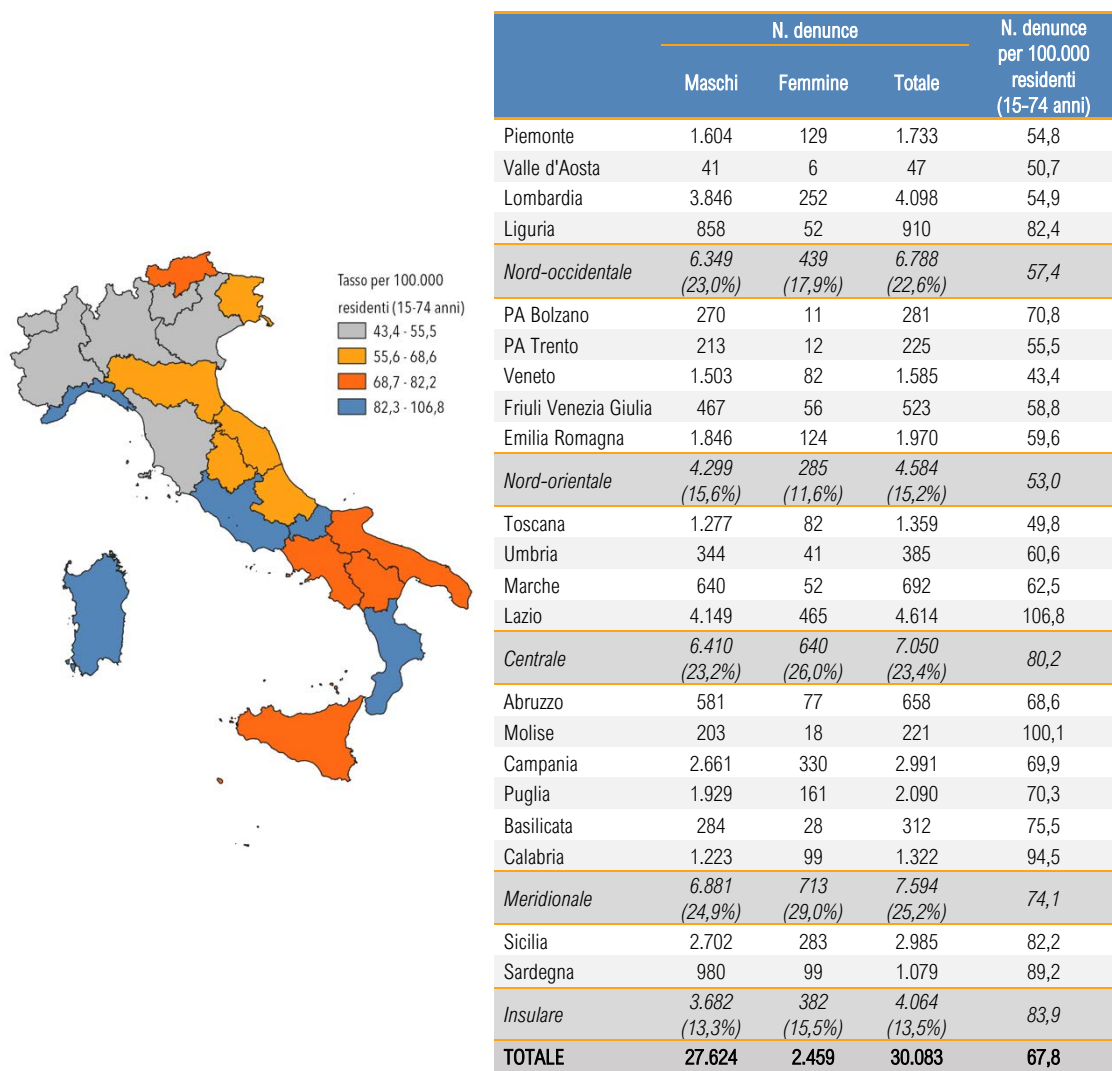 Tasso per 100.000
residenti (15-74 anni)
43,4 - 55,5
55,6 - 68,6
68,7 - 82,2
82,3 - 106,8
N. denunce
N. denunce
per 100.000
residenti
(15-74 anni)
Maschi Femmine Totale
Piemonte 1.604 129 1.733 54,8
Valle d'Aosta 41 6 47 50,7
Lombardia 3.846 252 4.098 54,9
Liguria 858 52 910 82,4
Nord-occidentale 6.349 439 6.788 57,4
(23,0%) (17,9%) (22,6%)
PA Bolzano 270 11 281 70,8
PA Trento 213 12 225 55,5
Veneto 1.503 82 1.585 43,4
Friuli Venezia Giulia 467 56 523 58,8
Emilia Romagna 1.846 124 1.970 59,6
Nord-orientale 4.299 285 4.584 53,0
(15,6%) (11,6%) (15,2%)
Toscana 1.277 82 1.359 49,8
Umbria 344 41 385 60,6
Marche 640 52 692 62,5
Lazio 4.149 465 4.614 106,8
Centrale 6.410 640 7.050 80,2
(23,2%) (26,0%) (23,4%)
Abruzzo 581 77 658 68,6
Molise 203 18 221 100,1
Campania 2.661 330 2.991 69,9
Puglia 1.929 161 2.090 70,3
Basilicata 284 28 312 75,5
Calabria 1.223 99 1.322 94,5
Meridionale 6.881 713 7.594 74,1
(24,9%) (29,0%) (25,2%)
Sicilia 2.702 283 2.985 82,2
Sardegna 980 99 1.079 89,2
Insulare 3.682 382 4.064 83,9
(13,3%) (15,5%) (13,5%)
TOTALE 27.624 2.459 30.083 67,8